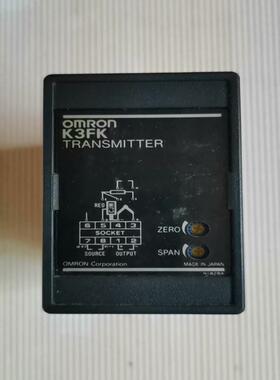 OMRON
K3FK
TRANSMITTER
RED
6 5 4 3
SOCKET
7 8 1 2
SOURCE OUTPUT
ZERO
SPAN
OMRON Corporation
MADE IN JAPAN